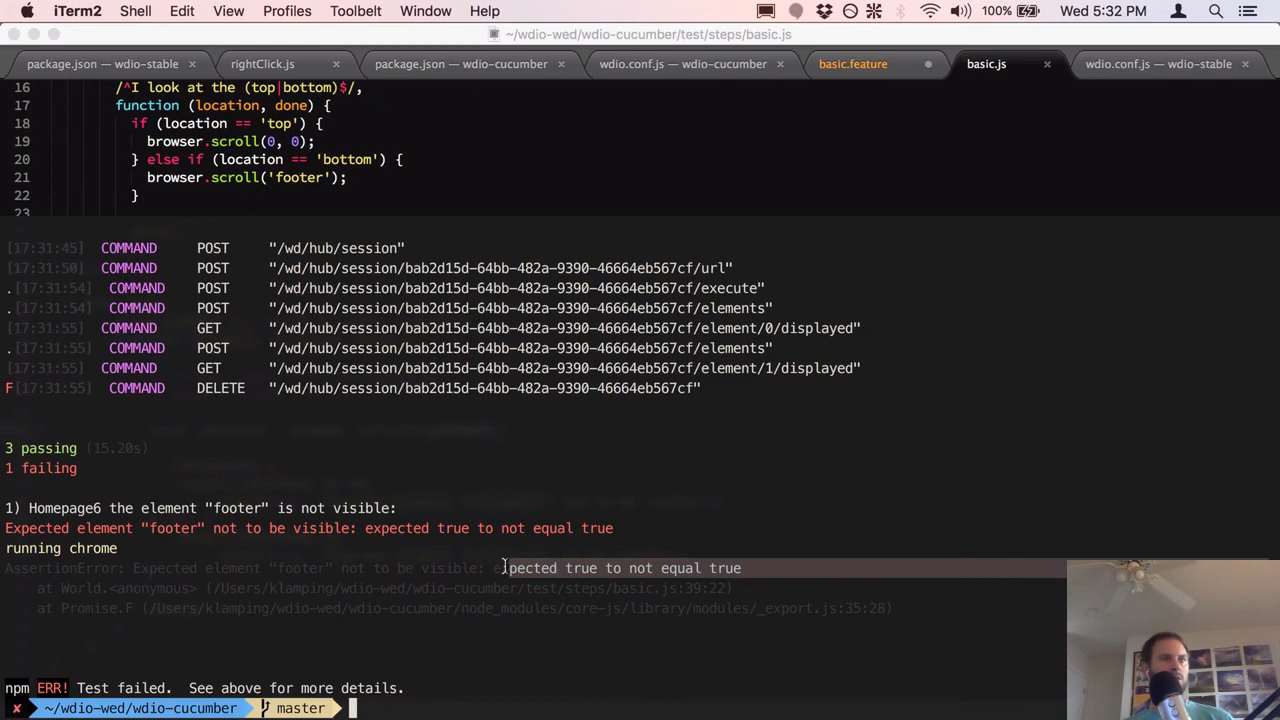 iTerm2 Shell Edit View Profiles Toolbelt Window Help 100% Wed 5:32 PM
~/wdio-wed/wdio-cucumber/test/steps/basic.js
package.json — wdio-stable × rightClick.js × package.json — wdio-cucumber × wdio.conf.js — wdio-cucumber × basic.feature basic.js × wdio.conf.js — wdio-stable ×
16 /^I look at the (top|bottom)$/,
17 function (location, done) {
18 if (location == 'top') {
19 browser.scroll(0, 0);
20 } else if (location == 'bottom') {
21 browser.scroll('footer');
22 }
23
[17:31:45] COMMAND POST "/wd/hub/session"
[17:31:50] COMMAND POST "/wd/hub/session/bab2d15d-64bb-482a-9390-46664eb567cf/url"
.[17:31:54] COMMAND POST "/wd/hub/session/bab2d15d-64bb-482a-9390-46664eb567cf/execute"
.[17:31:54] COMMAND POST "/wd/hub/session/bab2d15d-64bb-482a-9390-46664eb567cf/elements"
[17:31:55] COMMAND GET "/wd/hub/session/bab2d15d-64bb-482a-9390-46664eb567cf/element/0/displayed"
.[17:31:55] COMMAND POST "/wd/hub/session/bab2d15d-64bb-482a-9390-46664eb567cf/elements"
[17:31:55] COMMAND GET "/wd/hub/session/bab2d15d-64bb-482a-9390-46664eb567cf/element/1/displayed"
F[17:31:55] COMMAND DELETE "/wd/hub/session/bab2d15d-64bb-482a-9390-46664eb567cf"
3 passing (15.20s)
1 failing
1) Homepage6 the element "footer" is not visible:
Expected element "footer" not to be visible: expected true to not equal true
running chrome
AssertionError: Expected element "footer" not to be visible: expected true to not equal true
at World.<anonymous> (/Users/klamping/wdio-wed/wdio-cucumber/test/steps/basic.js:39:22)
at Promise.F (/Users/klamping/wdio-wed/wdio-cucumber/node_modules/core-js/library/modules/_export.js:35:28)
npm ERR! Test failed. See above for more details.
✘ ~/wdio-wed/wdio-cucumber master